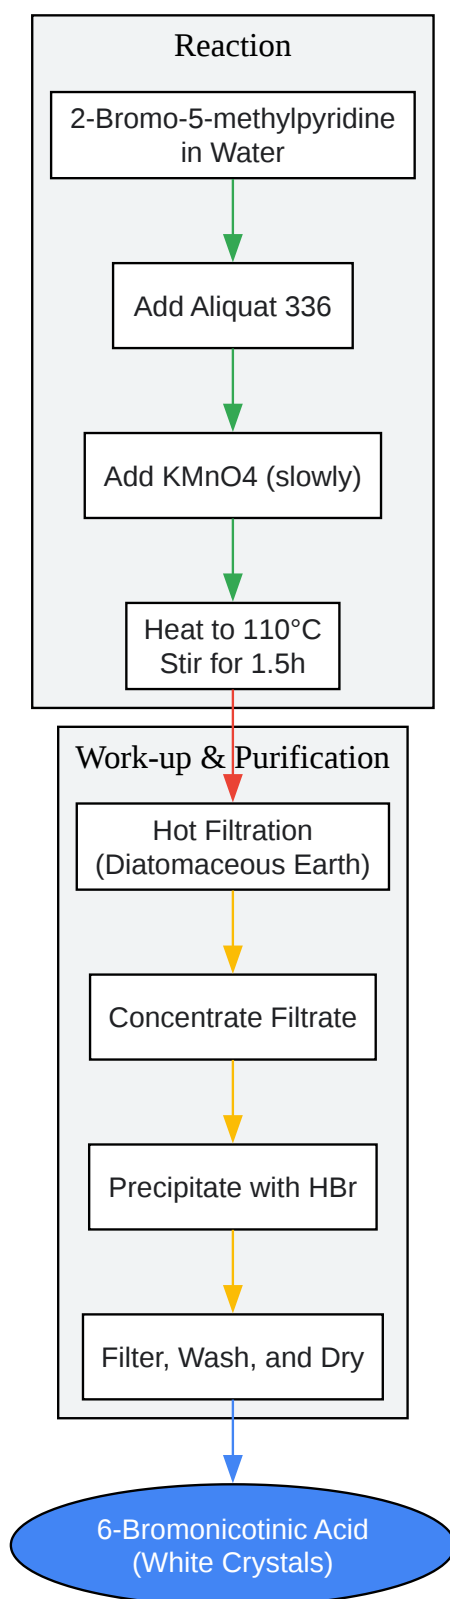 Reaction
2-Bromo-5-methylpyridine
in Water
Add Aliquat 336
Add KMnO4 (slowly)
Heat to 110°C
Stir for 1.5h
Work-up & Purification
Hot Filtration
(Diatomaceous Earth)
Concentrate Filtrate
Precipitate with HBr
Filter, Wash, and Dry
6-Bromonicotinic Acid
(White Crystals)